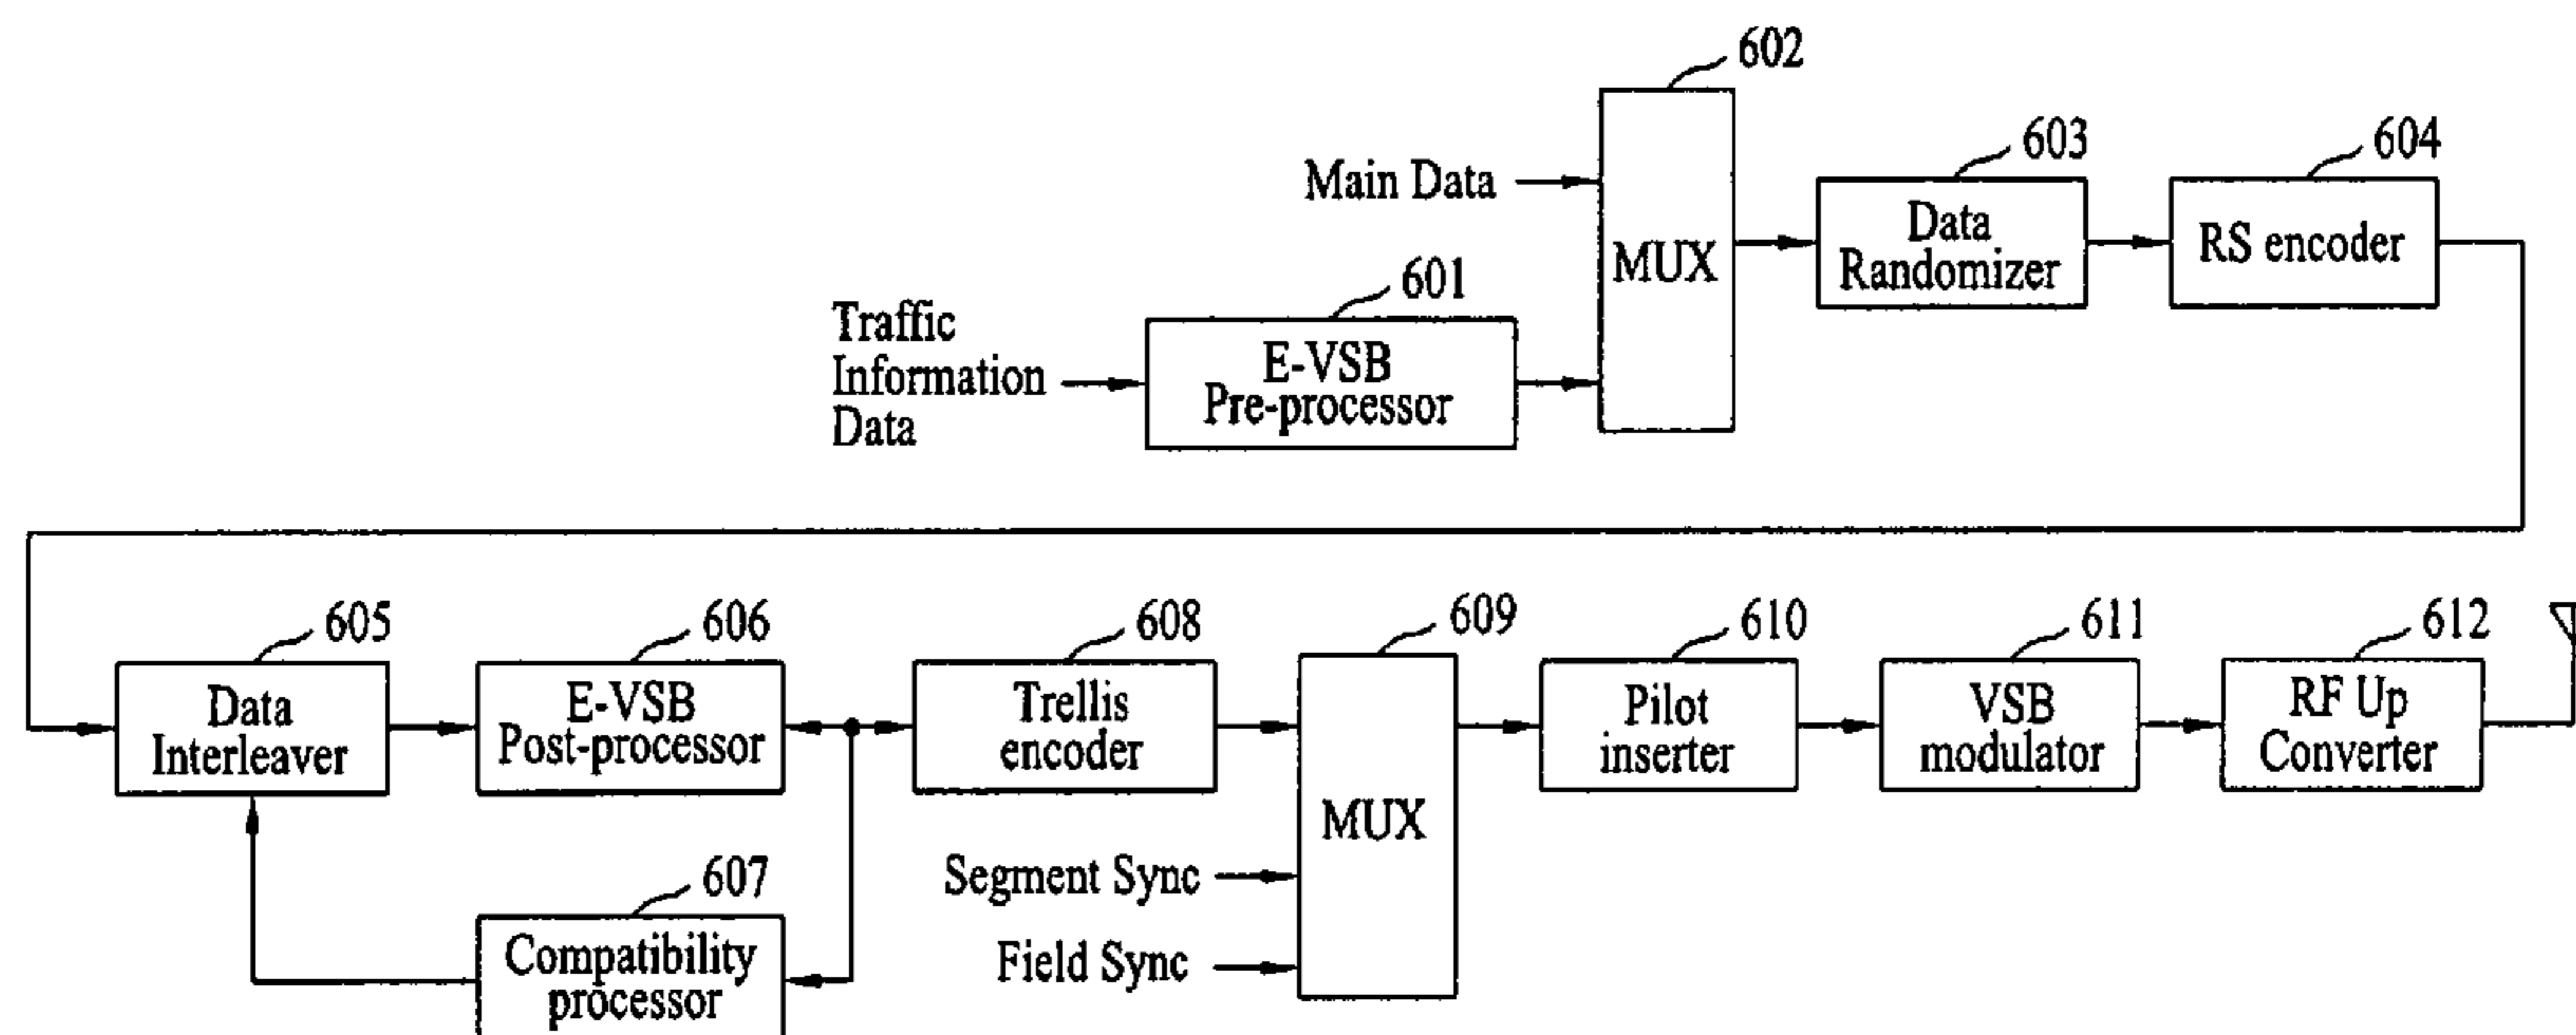 602
Main Data
MUX
603
Data
Randomizer
604
RS encoder
Traffic
Information
Data
601
E-VSB
Pre-processor
605
Data
Interleaver
606
E-VSB
Post-processor
607
Compatibility
processor
608
Trellis
encoder
609
MUX
Segment Sync
Field Sync
610
Pilot
inserter
611
VSB
modulator
612
RF Up
Converter